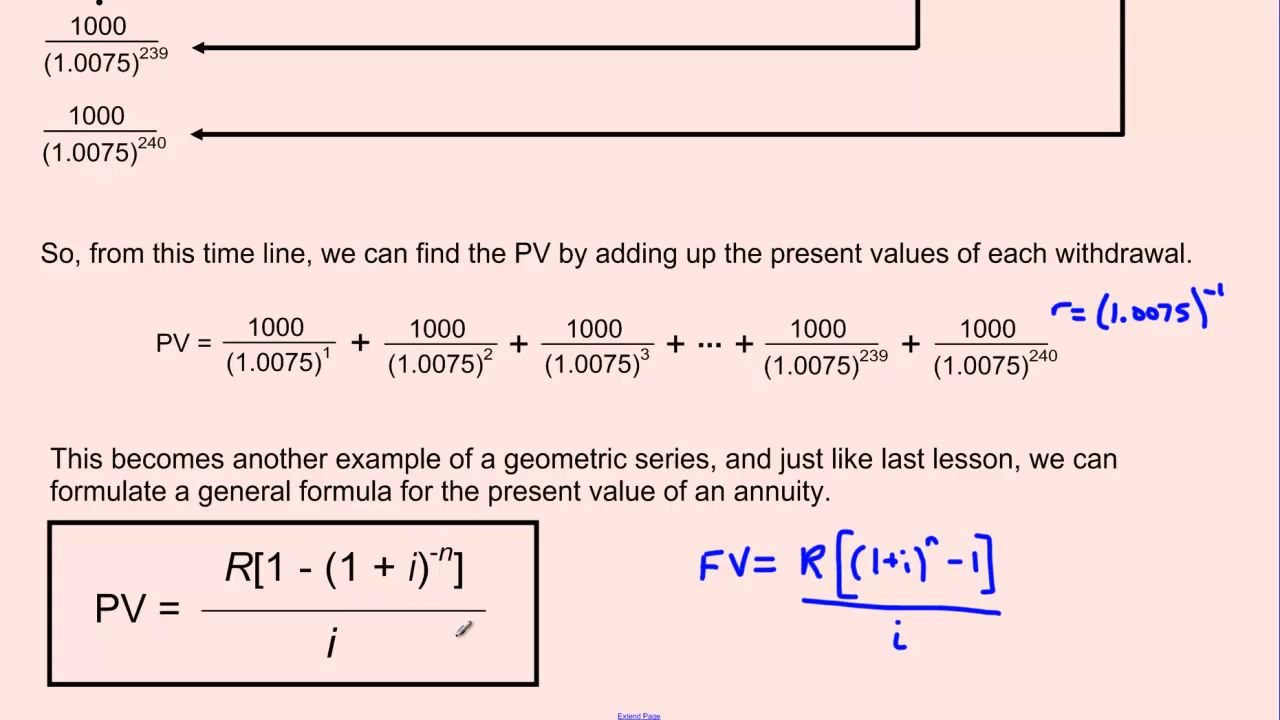 1000
(1.0075)^239
1000
(1.0075)^240
So, from this time line, we can find the PV by adding up the present values of each withdrawal.
r = (1.0075)^-1
PV = 1000/(1.0075)^1 + 1000/(1.0075)^2 + 1000/(1.0075)^3 + ... + 1000/(1.0075)^239 + 1000/(1.0075)^240
This becomes another example of a geometric series, and just like last lesson, we can
formulate a general formula for the present value of an annuity.
PV = R[1 - (1 + i)^-n] / i
FV = R[(1+i)^n - 1] / i
Extend Page